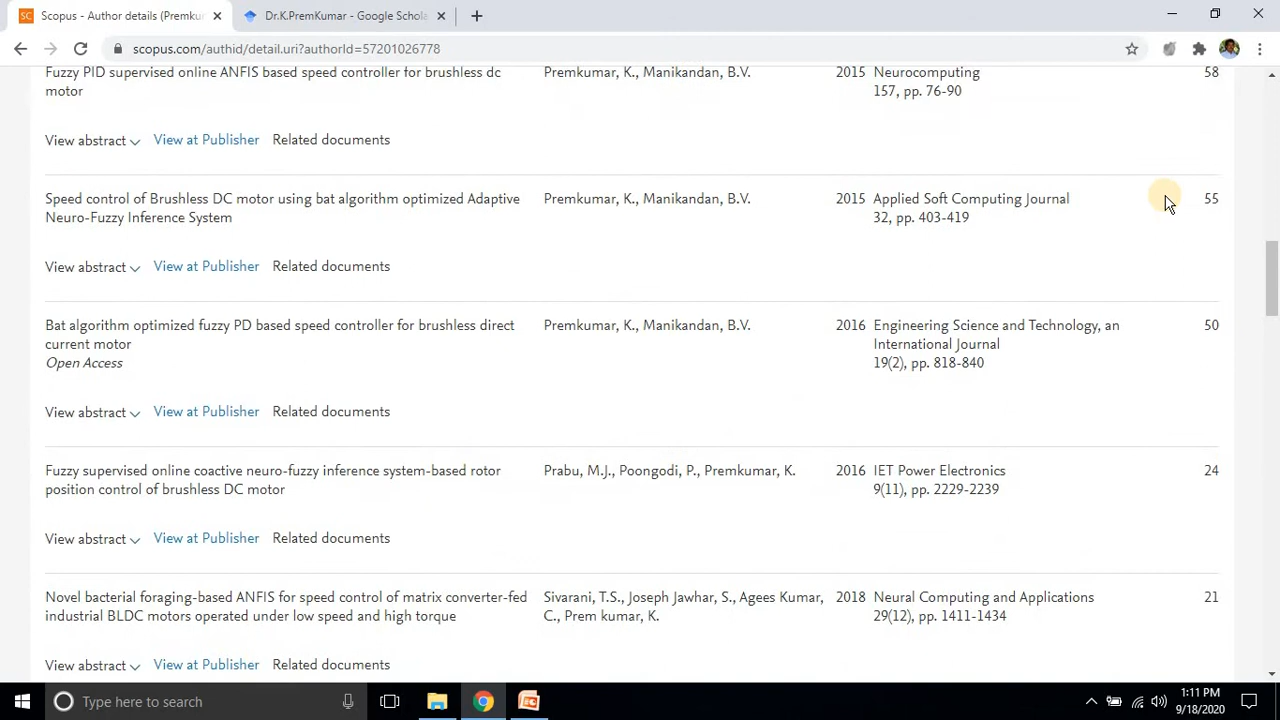 Scopus - Author details (Premku
Dr.K.PremKumar - Google Schola
scopus.com/authid/detail.uri?authorId=57201026778
Fuzzy PID supervised online ANFIS based speed controller for brushless dc motor
Premkumar, K., Manikandan, B.V.
2015
Neurocomputing
157, pp. 76-90
58
View abstract View at Publisher Related documents
Speed control of Brushless DC motor using bat algorithm optimized Adaptive
Neuro-Fuzzy Inference System
Premkumar, K., Manikandan, B.V.
2015
Applied Soft Computing Journal
32, pp. 403-419
55
View abstract View at Publisher Related documents
Bat algorithm optimized fuzzy PD based speed controller for brushless direct
current motor
Open Access
Premkumar, K., Manikandan, B.V.
2016
Engineering Science and Technology, an
International Journal
19(2), pp. 818-840
50
View abstract View at Publisher Related documents
Fuzzy supervised online coactive neuro-fuzzy inference system-based rotor
position control of brushless DC motor
Prabu, M.J., Poongodi, P., Premkumar, K.
2016
IET Power Electronics
9(11), pp. 2229-2239
24
View abstract View at Publisher Related documents
Novel bacterial foraging-based ANFIS for speed control of matrix converter-fed
industrial BLDC motors operated under low speed and high torque
Sivarani, T.S., Joseph Jawhar, S., Agees Kumar,
C., Prem kumar, K.
2018
Neural Computing and Applications
29(12), pp. 1411-1434
21
View abstract View at Publisher Related documents
Type here to search
1:11 PM
9/18/2020